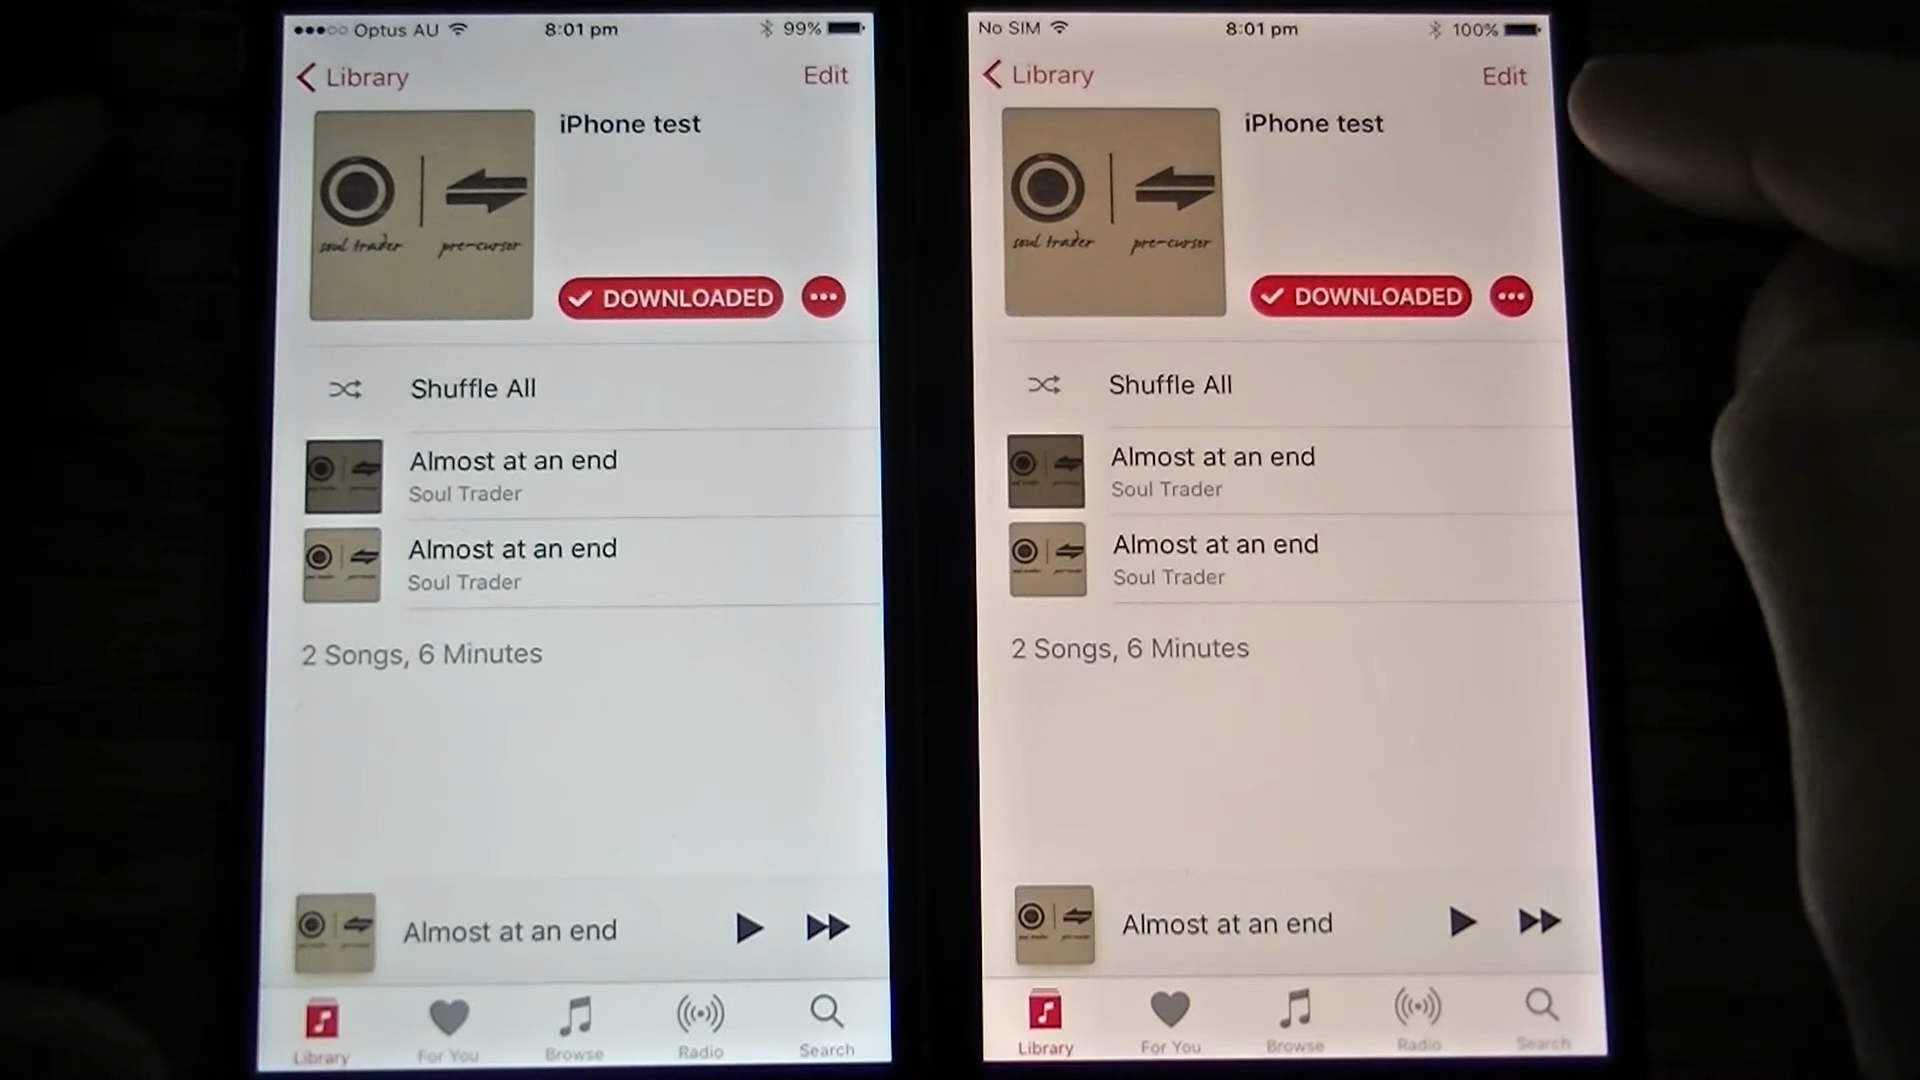 Optus AU 8:01 pm 99%
Library Edit
iPhone test
soul trader pre-cursor
DOWNLOADED
Shuffle All
Almost at an end
Soul Trader
Almost at an end
Soul Trader
2 Songs, 6 Minutes
Almost at an end
Library For You Browse Radio Search
No SIM 8:01 pm 100%
Library Edit
iPhone test
soul trader pre-cursor
DOWNLOADED
Shuffle All
Almost at an end
Soul Trader
Almost at an end
Soul Trader
2 Songs, 6 Minutes
Almost at an end
Library For You Browse Radio Search